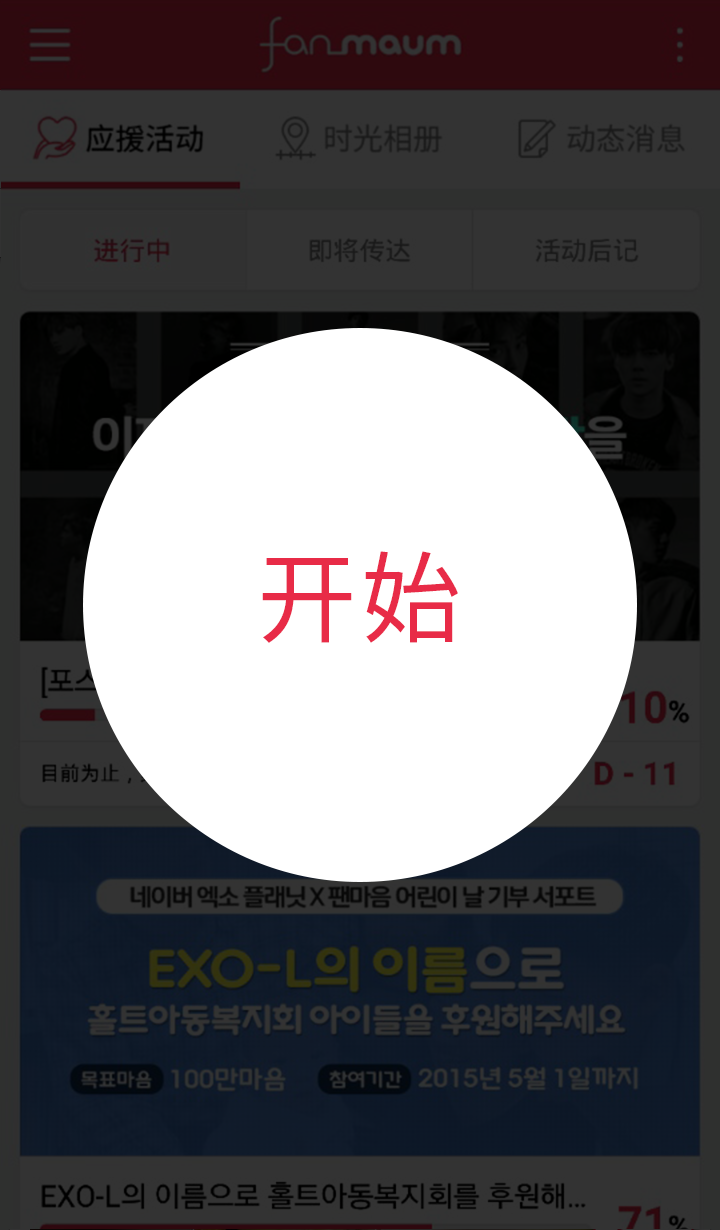 fanmaum
应援活动 时光相册 动态消息
进行中 即将传达 活动后记
을
开始
[포스
10%
目前为止,
D - 11
네이버 엑소 플래닛 X 팬마음 어린이 날 기부 서포트
EXO-L의 이름으로
홀트아동복지회 아이들을 후원해주세요
목표마음 100만마음 참여기간 2015년 5월 1일까지
EXO-L의 이름으로 홀트아동복지회를 후원해...
71%